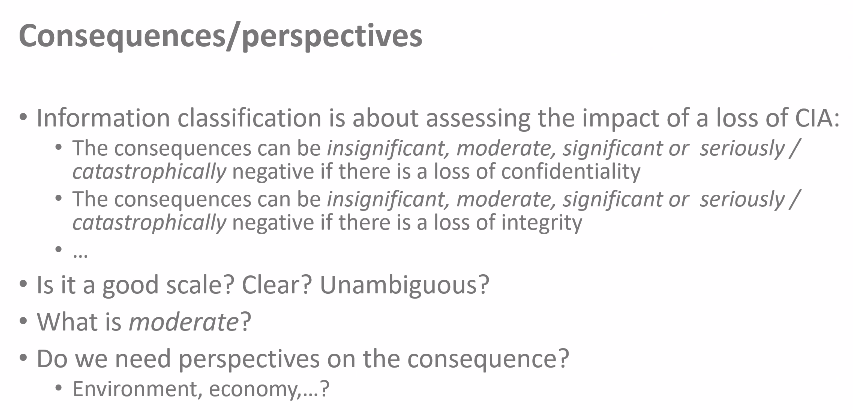 Consequences/perspectives
• Information classification is about assessing the impact of a loss of CIA:
• The consequences can be insignificant, moderate, significant or seriously /
catastrophically negative if there is a loss of confidentiality
• The consequences can be insignificant, moderate, significant or seriously /
catastrophically negative if there is a loss of integrity
• ...
• Is it a good scale? Clear? Unambiguous?
• What is moderate?
• Do we need perspectives on the consequence?
• Environment, economy,...?